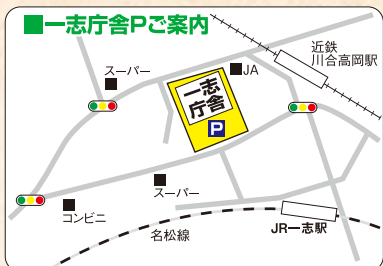 ■一志庁舎Pご案内
近鉄
川合高岡駅
スーパー
JA
一志
庁舎
P
スーパー
コンビニ
名松線
JR一志駅